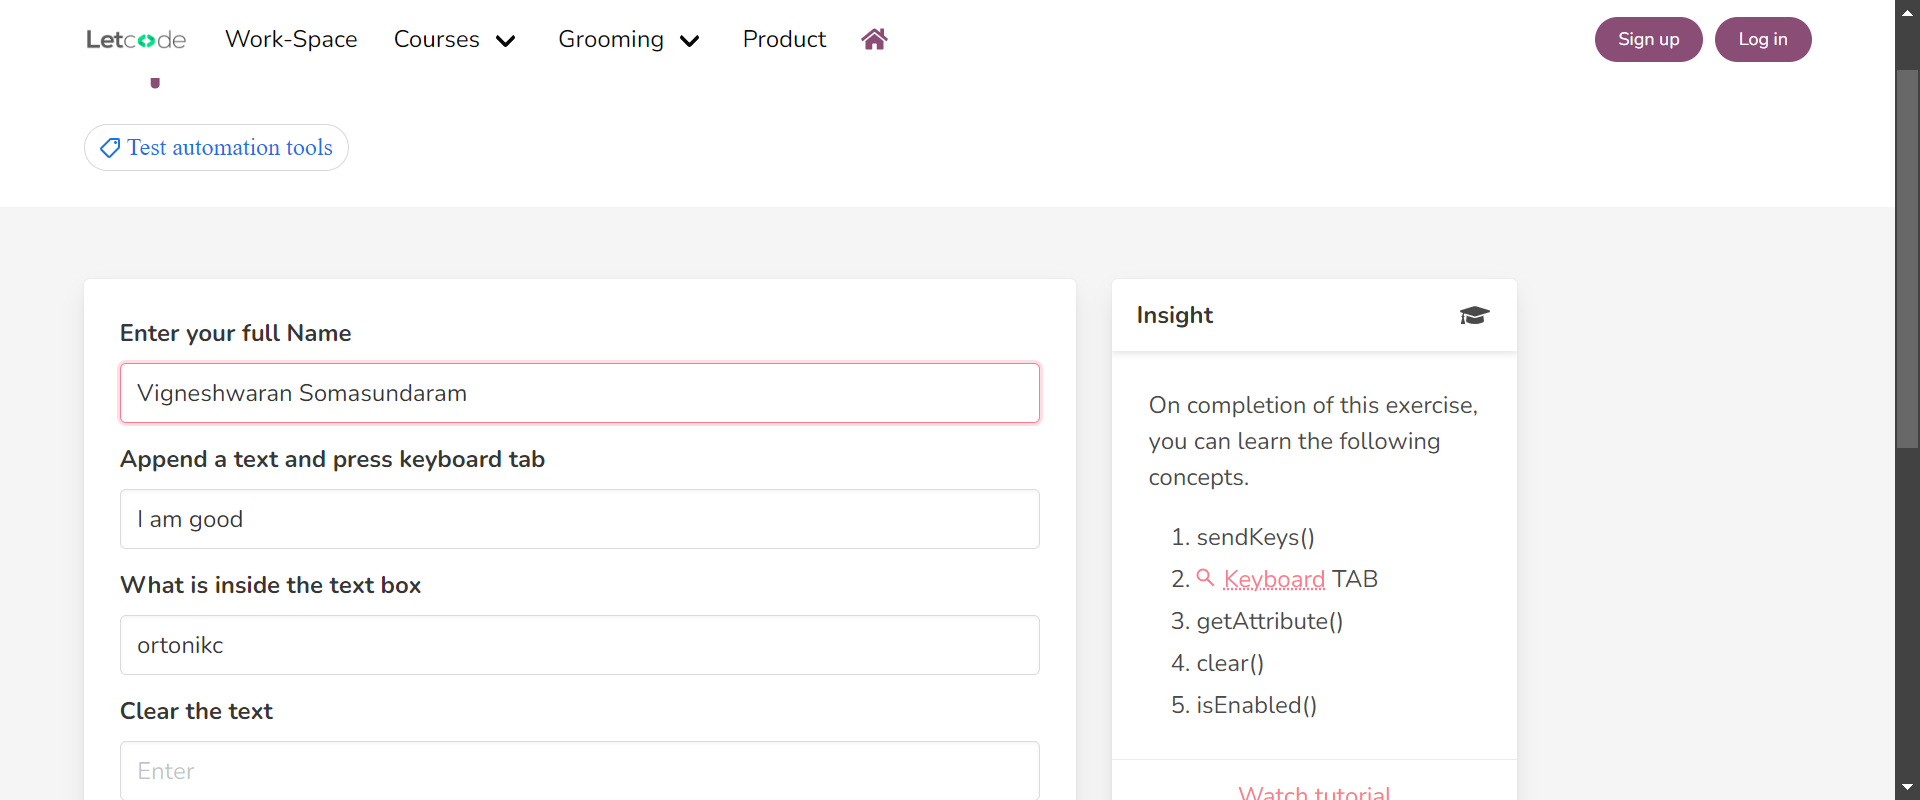 Letcode Work-Space Courses Grooming Product Sign up Log in
Test automation tools
Enter your full Name
Vigneshwaran Somasundaram
Append a text and press keyboard tab
I am good
What is inside the text box
ortonikc
Clear the text
Enter
Insight
On completion of this exercise,
you can learn the following
concepts.
1. sendKeys()
2. Keyboard TAB
3. getAttribute()
4. clear()
5. isEnabled()
Watch tutorial